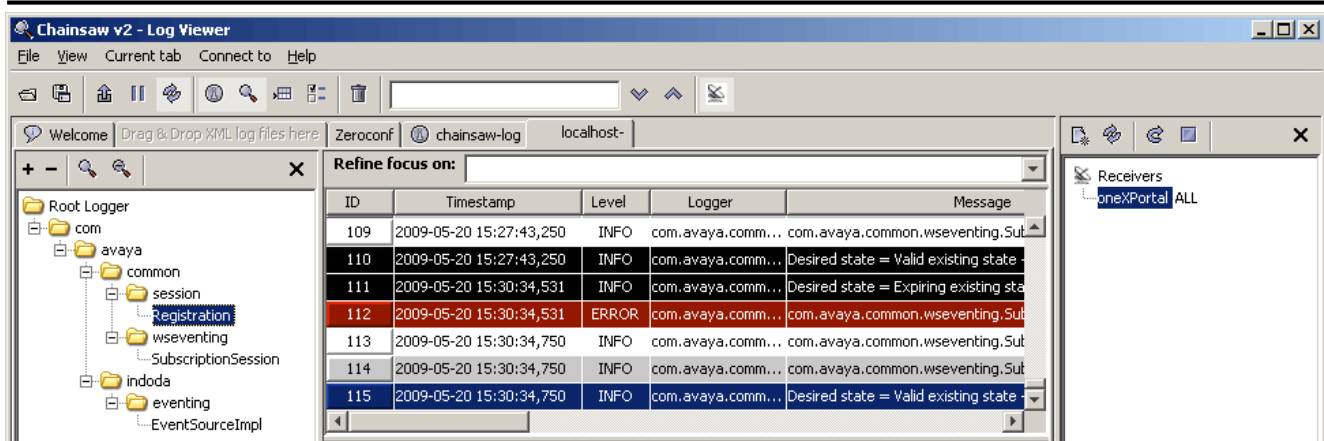 Chainsaw v2 - Log Viewer
File View Current tab Connect to Help
Welcome Drag & Drop XML log files here Zeroconf chainsaw-log localhost-
Refine focus on:
Root Logger
com
avaya
common
session
Registration
wseventing
SubscriptionSession
indoda
eventing
EventSourceImpl
ID Timestamp Level Logger Message
109 2009-05-20 15:27:43,250 INFO com.avaya.comm... com.avaya.common.wseventing.Sub
110 2009-05-20 15:27:43,250 INFO com.avaya.comm... Desired state = Valid existing state -
111 2009-05-20 15:30:34,531 INFO com.avaya.comm... Desired state = Expiring existing sta
112 2009-05-20 15:30:34,531 ERROR com.avaya.comm... com.avaya.common.wseventing.Sub
113 2009-05-20 15:30:34,750 INFO com.avaya.comm... com.avaya.common.wseventing.Sub
114 2009-05-20 15:30:34,750 INFO com.avaya.comm... com.avaya.common.wseventing.Sub
115 2009-05-20 15:30:34,750 INFO com.avaya.comm... Desired state = Valid existing state -
Receivers
oneXPortal ALL